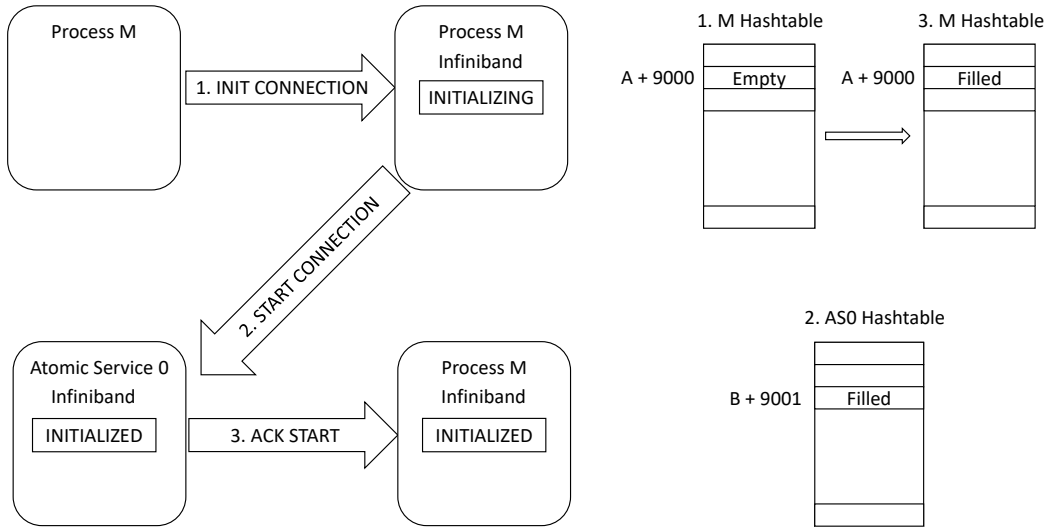 Process M
1. INIT CONNECTION
Process M
Infiniband
INITIALIZING
2. START CONNECTION
Atomic Service 0
Infiniband
INITIALIZED
3. ACK START
Process M
Infiniband
INITIALIZED
1. M Hashtable
A + 9000
Empty
3. M Hashtable
A + 9000
Filled
2. AS0 Hashtable
B + 9001
Filled